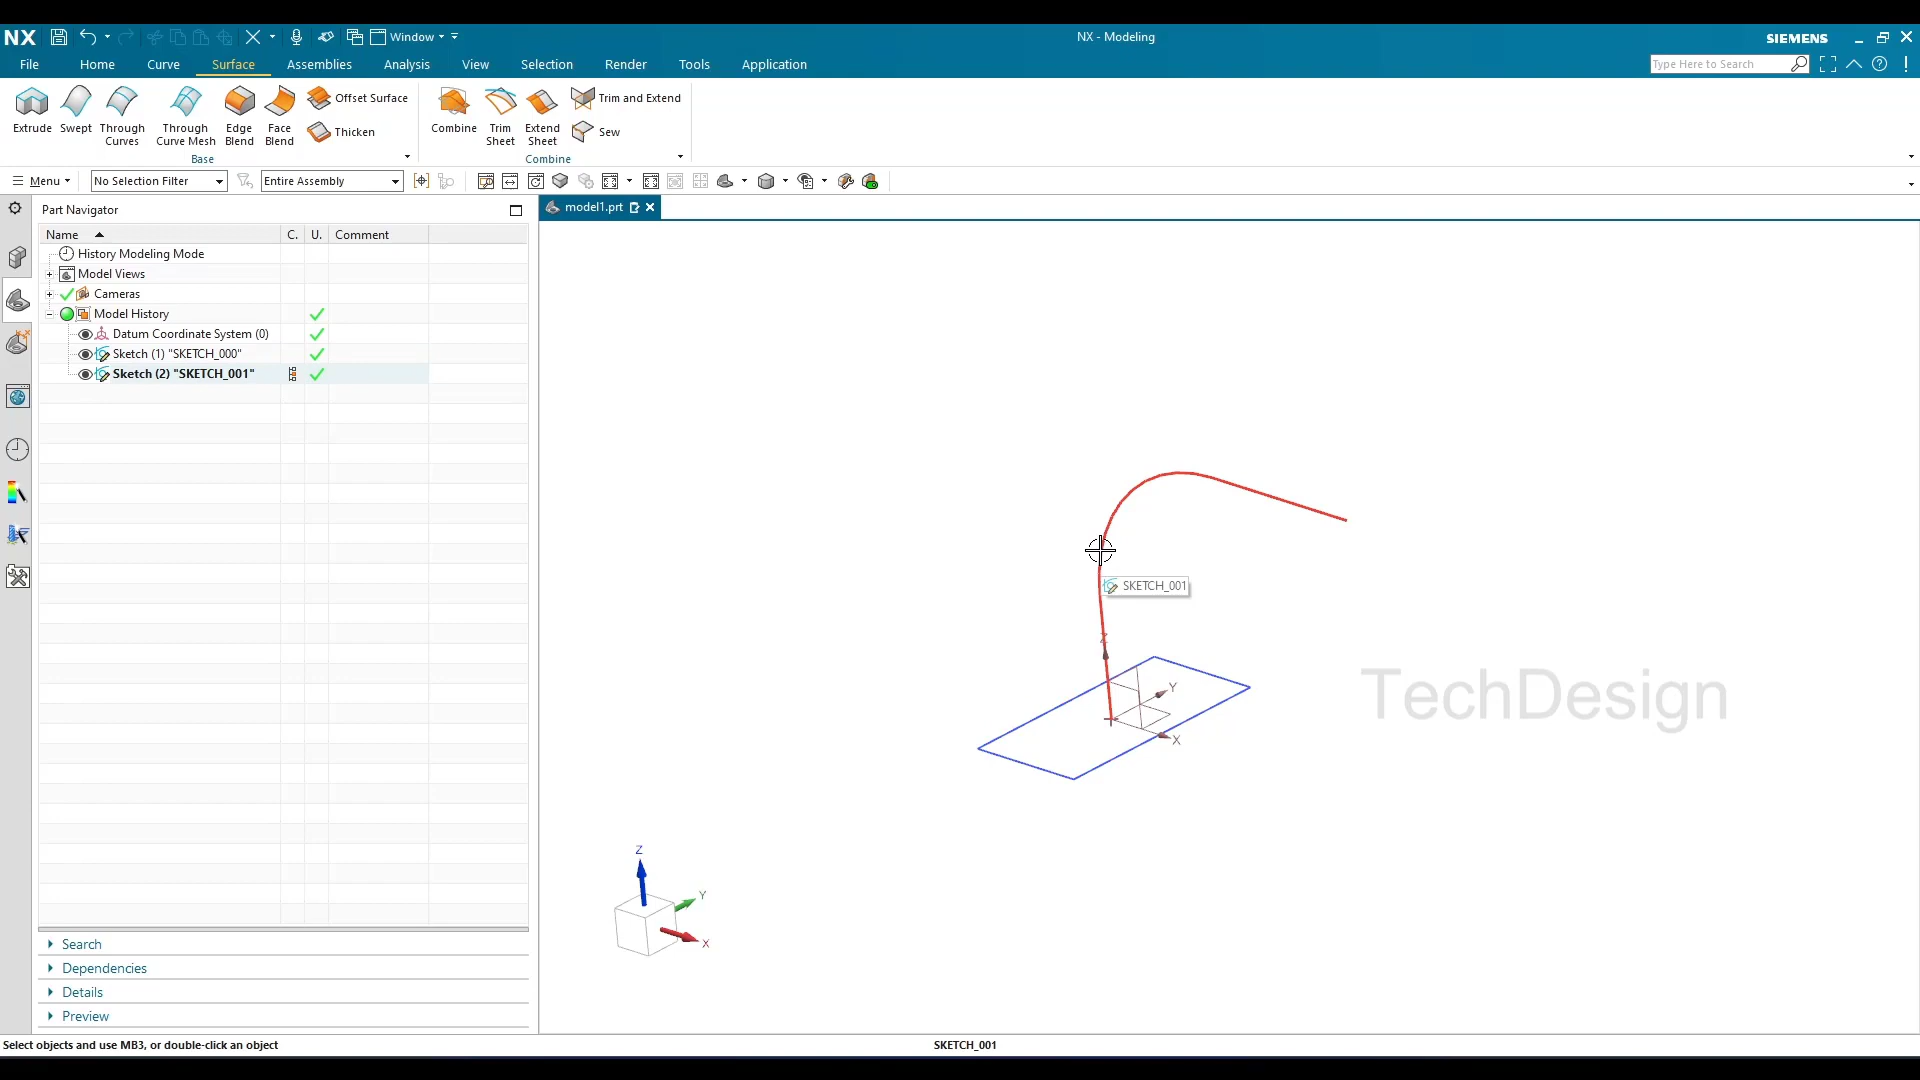 NX
Window
NX - Modeling
SIEMENS
File Home Curve Surface Assemblies Analysis View Selection Render Tools Application
Type Here to Search
Extrude
Swept
Through
Curves
Through
Curve Mesh
Edge
Blend
Face
Blend
Offset Surface
Thicken
Base
Combine
Trim
Sheet
Extend
Sheet
Trim and Extend
Sew
Combine
Menu
No Selection Filter
Entire Assembly
Part Navigator
model1.prt
Name C. U. Comment
History Modeling Mode
Model Views
Cameras
Model History
Datum Coordinate System (0)
Sketch (1) "SKETCH_000"
Sketch (2) "SKETCH_001"
SKETCH_001
Z
Y
X
TechDesign
Z
Y
X
Search
Dependencies
Details
Preview
Select objects and use MB3, or double-click an object
SKETCH_001